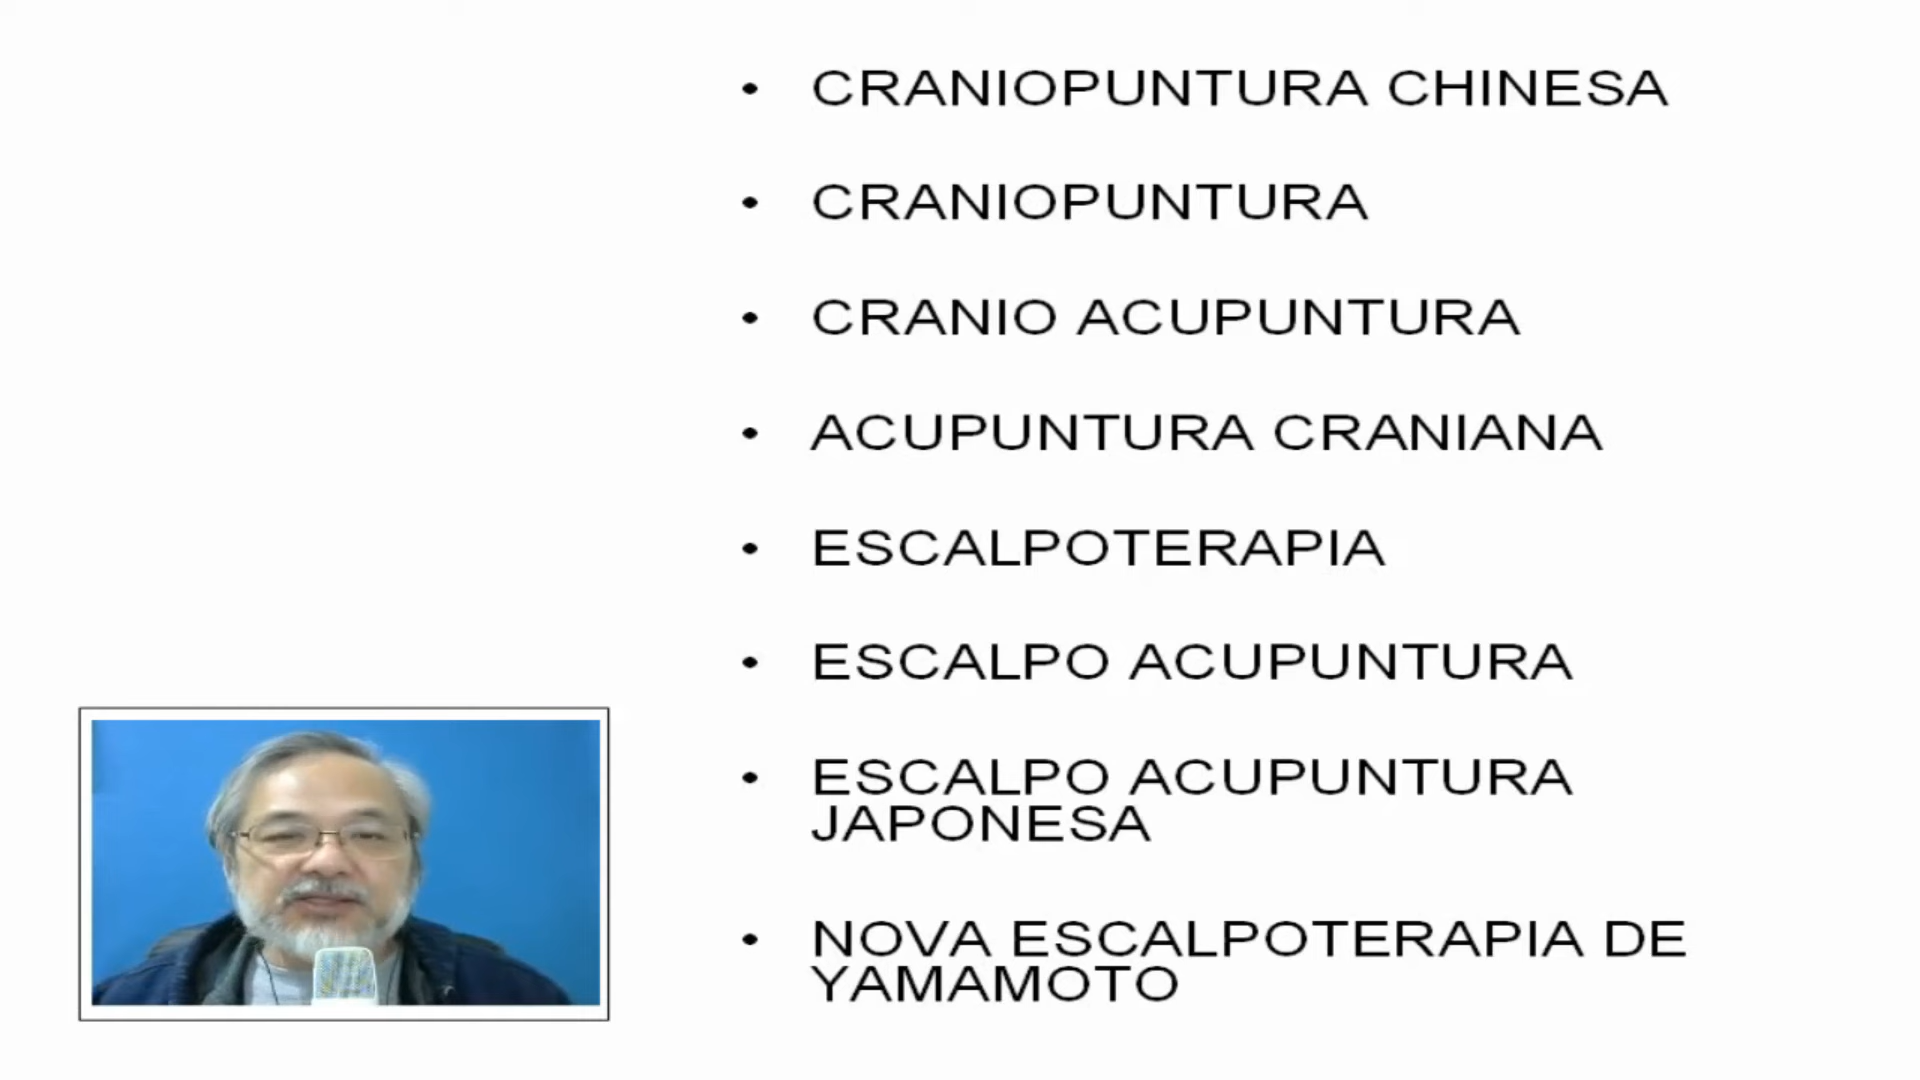 • CRANIOPUNTURA CHINESA
• CRANIOPUNTURA
• CRANIO ACUPUNTURA
• ACUPUNTURA CRANIANA
• ESCALPOTERAPIA
• ESCALPO ACUPUNTURA
• ESCALPO ACUPUNTURA
JAPONESA
• NOVA ESCALPOTERAPIA DE
YAMAMOTO